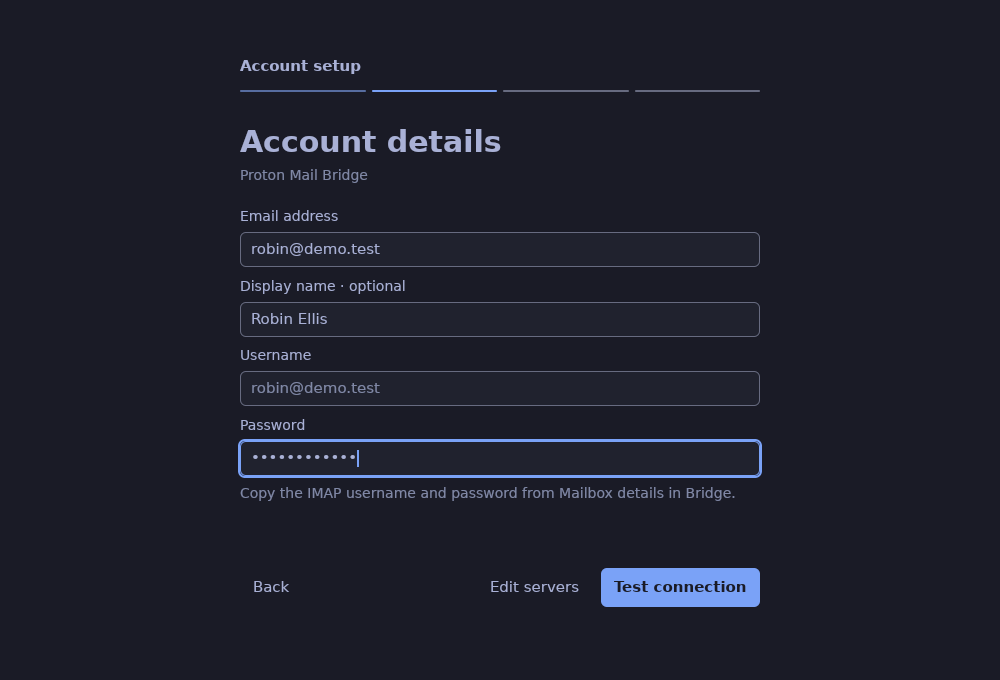 Account setup
Account details
Proton Mail Bridge
Email address
robin@demo.test
Display name · optional
Robin Ellis
Username
robin@demo.test
Password
••••••••••••
Copy the IMAP username and password from Mailbox details in Bridge.
Back Edit servers Test connection